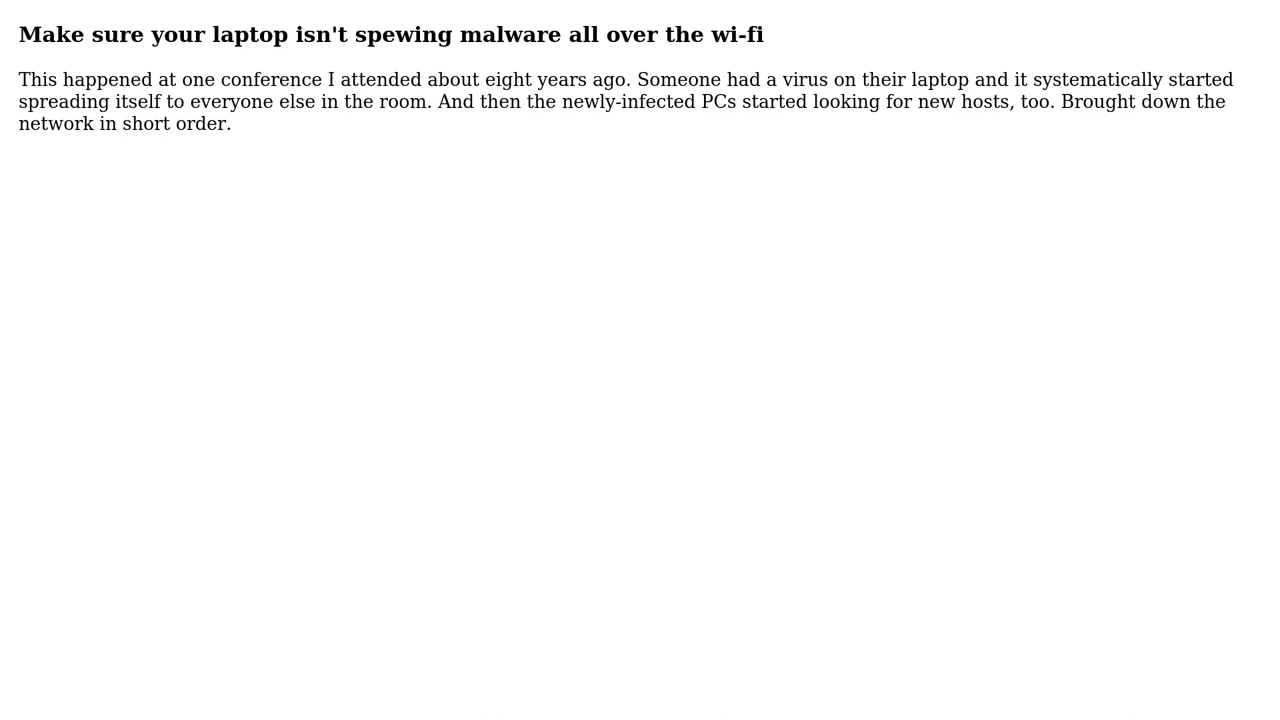 Make sure your laptop isn't spewing malware all over the wi-fi
This happened at one conference I attended about eight years ago. Someone had a virus on their laptop and it systematically started
spreading itself to everyone else in the room. And then the newly-infected PCs started looking for new hosts, too. Brought down the
network in short order.